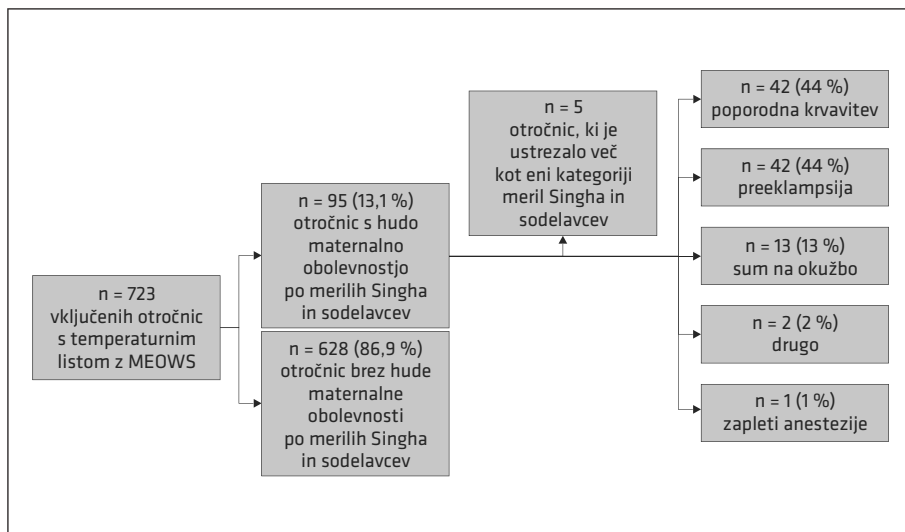 n = 723
vključenih otročnic
s temperaturnim
listom z MEOWS
n = 95 (13,1 %)
otročnic s hudo
maternalno
obolevnostjo
po merilih Singha
in sodelavcev
n = 628 (86,9 %)
otročnic brez hude
maternalne
obolevnosti
po merilih Singha
in sodelavcev
n = 5
otročnic, ki je
ustrezalo več
kot eni kategoriji
meril Singha in
sodelavcev
n = 42 (44 %)
poporodna krvavitev
n = 42 (44 %)
preeklampsija
n = 13 (13 %)
sum na okužbo
n = 2 (2 %)
drugo
n = 1 (1 %)
zapleti anestezije